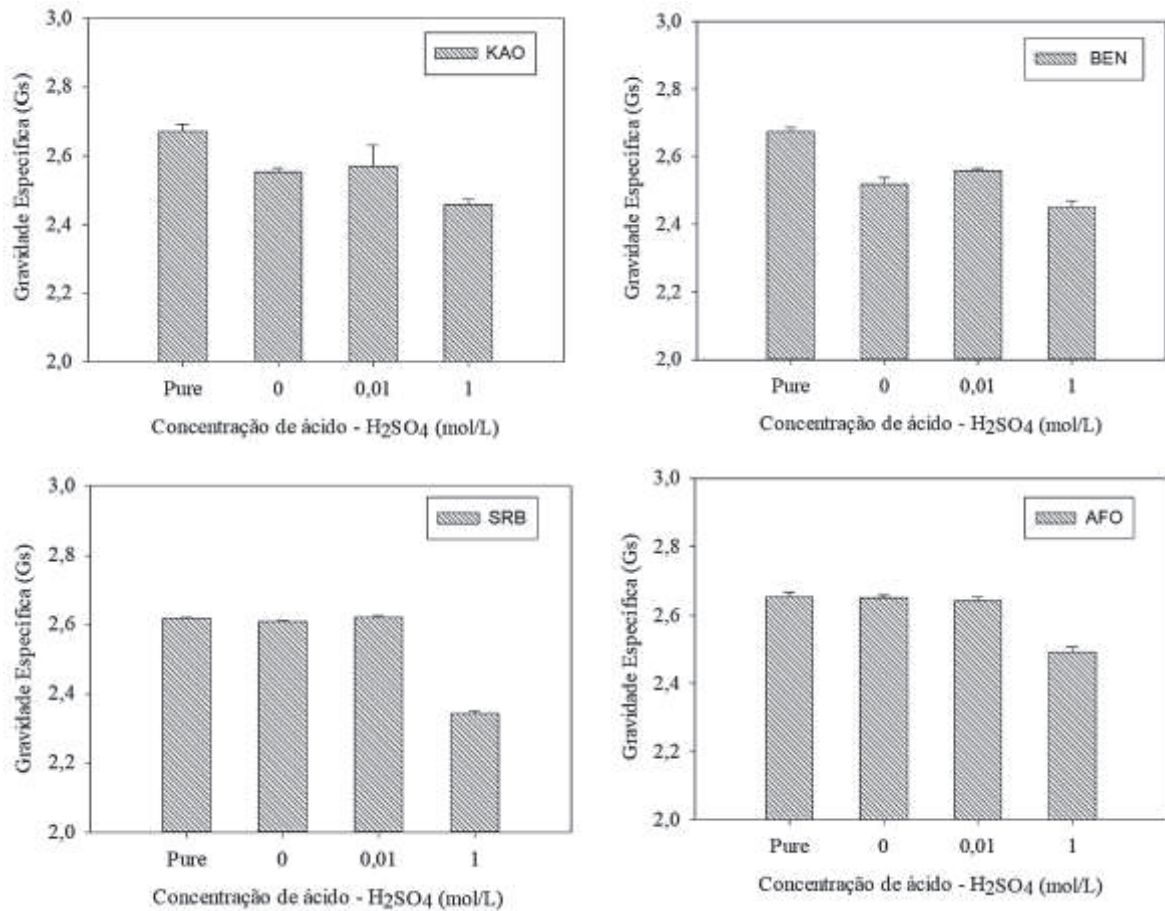 3,0
2,8
2,6
2,4
2,2
2,0
Gravidade Específica (Gs)
KAO
Pure 0 0,01 1
Concentração de ácido - H2SO4 (mol/L)
3,0
2,8
2,6
2,4
2,2
2,0
Gravidade Específica (Gs)
BEN
Pure 0 0,01 1
Concentração de ácido - H2SO4 (mol/L)
3,0
2,8
2,6
2,4
2,2
2,0
Gravidade Específica (Gs)
SRB
Pure 0 0,01 1
Concentração de ácido - H2SO4 (mol/L)
3,0
2,8
2,6
2,4
2,2
2,0
Gravidade Específica (Gs)
AFO
Pure 0 0,01 1
Concentração de ácido - H2SO4 (mol/L)